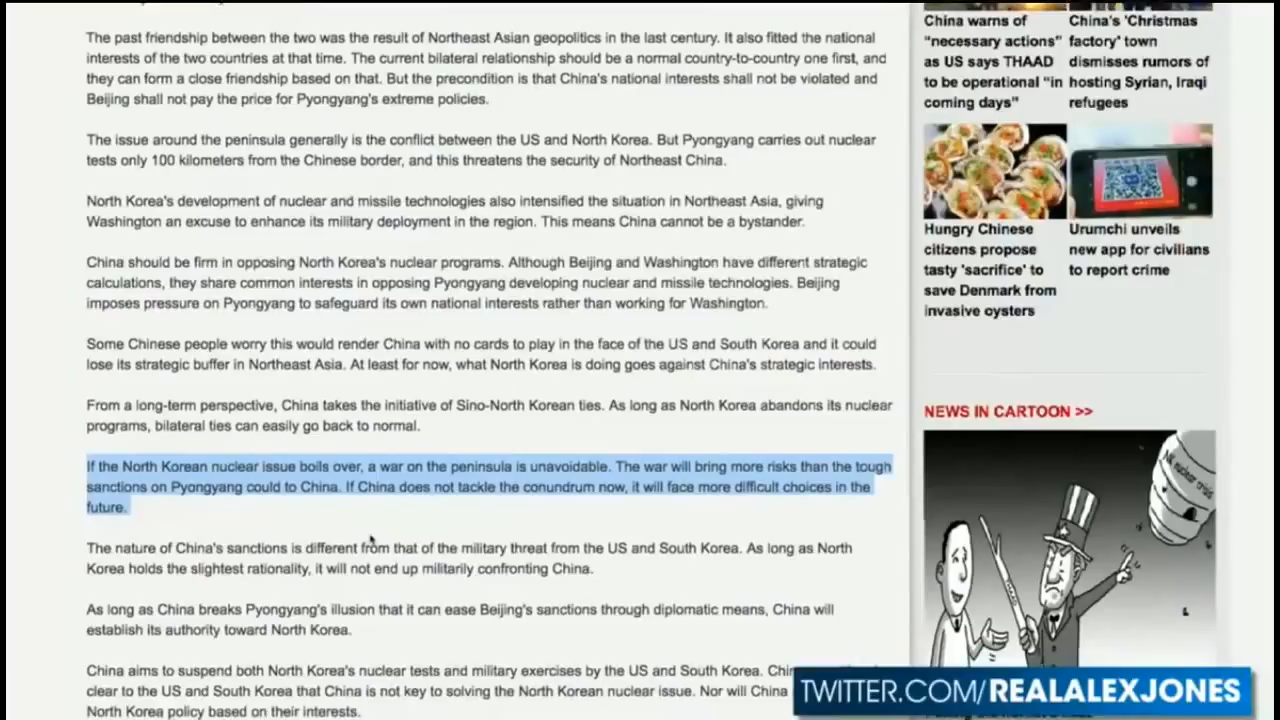 The past friendship between the two was the result of Northeast Asian geopolitics in the last century. It also fitted the national
interests of the two countries at that time. The current bilateral relationship should be a normal country-to-country one first, and
they can form a close friendship based on that. But the precondition is that China's national interests shall not be violated and
Beijing shall not pay the price for Pyongyang's extreme policies.
The issue around the peninsula generally is the conflict between the US and North Korea. But Pyongyang carries out nuclear
tests only 100 kilometers from the Chinese border, and this threatens the security of Northeast China.
North Korea's development of nuclear and missile technologies also intensified the situation in Northeast Asia, giving
Washington an excuse to enhance its military deployment in the region. This means China cannot be a bystander.
China should be firm in opposing North Korea's nuclear programs. Although Beijing and Washington have different strategic
calculations, they share common interests in opposing Pyongyang developing nuclear and missile technologies. Beijing
imposes pressure on Pyongyang to safeguard its own national interests rather than working for Washington.
Some Chinese people worry this would render China with no cards to play in the face of the US and South Korea and it could
lose its strategic buffer in Northeast Asia. At least for now, what North Korea is doing goes against China's strategic interests.
From a long-term perspective, China takes the initiative of Sino-North Korean ties. As long as North Korea abandons its nuclear
programs, bilateral ties can easily go back to normal.
If the North Korean nuclear issue boils over, a war on the peninsula is unavoidable. The war will bring more risks than the tough
sanctions on Pyongyang could to China. If China does not tackle the conundrum now, it will face more difficult choices in the
future.
The nature of China's sanctions is different from that of the military threat from the US and South Korea. As long as North
Korea holds the slightest rationality, it will not end up militarily confronting China.
As long as China breaks Pyongyang's illusion that it can ease Beijing's sanctions through diplomatic means, China will
establish its authority toward North Korea.
China aims to suspend both North Korea's nuclear tests and military exercises by the US and South Korea.
clear to the US and South Korea that China is not key to solving the North Korean nuclear issue. Nor will China
North Korea policy based on their interests.
China warns of
"necessary actions"
as US says THAAD
to be operational "in
coming days"
China's 'Christmas
factory' town
dismisses rumors of
hosting Syrian, Iraqi
refugees
Hungry Chinese
citizens propose
tasty 'sacrifice' to
save Denmark from
invasive oysters
Urumchi unveils
new app for civilians
to report crime
NEWS IN CARTOON >>
nuclear crisis
TWITTER.COM/REALALEXJONES